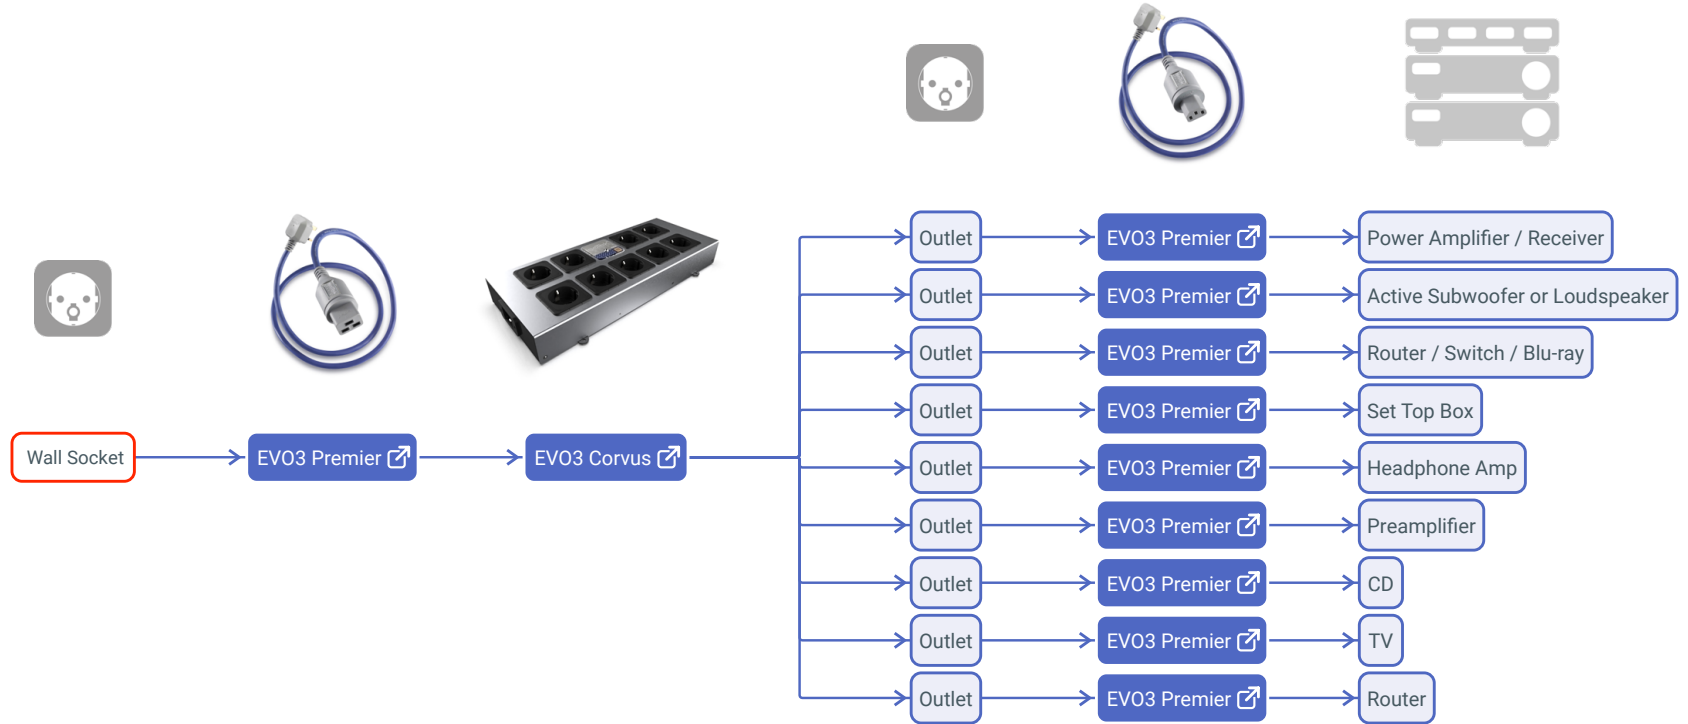 Outlet EVO3 Premier Power Amplifier / Receiver
Outlet EVO3 Premier Active Subwoofer or Loudspeaker
Outlet EVO3 Premier Router / Switch / Blu-ray
Outlet EVO3 Premier Set Top Box
Wall Socket EVO3 Premier EVO3 Corvus
Outlet EVO3 Premier Headphone Amp
Outlet EVO3 Premier Preamplifier
Outlet EVO3 Premier CD
Outlet EVO3 Premier TV
Outlet EVO3 Premier Router